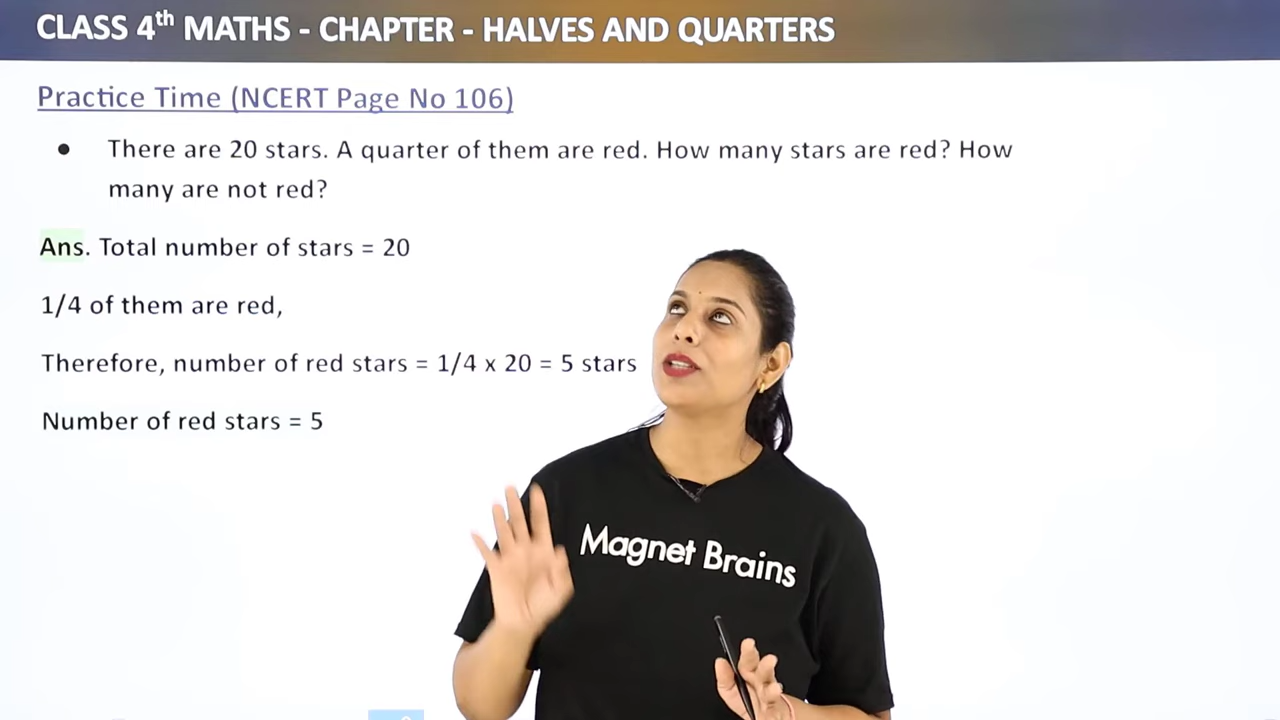 CLASS 4th MATHS - CHAPTER - HALVES AND QUARTERS
Practice Time (NCERT Page No 106)
● There are 20 stars. A quarter of them are red. How many stars are red? How
many are not red?
Ans. Total number of stars = 20
1/4 of them are red,
Therefore, number of red stars = 1/4 x 20 = 5 stars
Number of red stars = 5
Magnet Brains